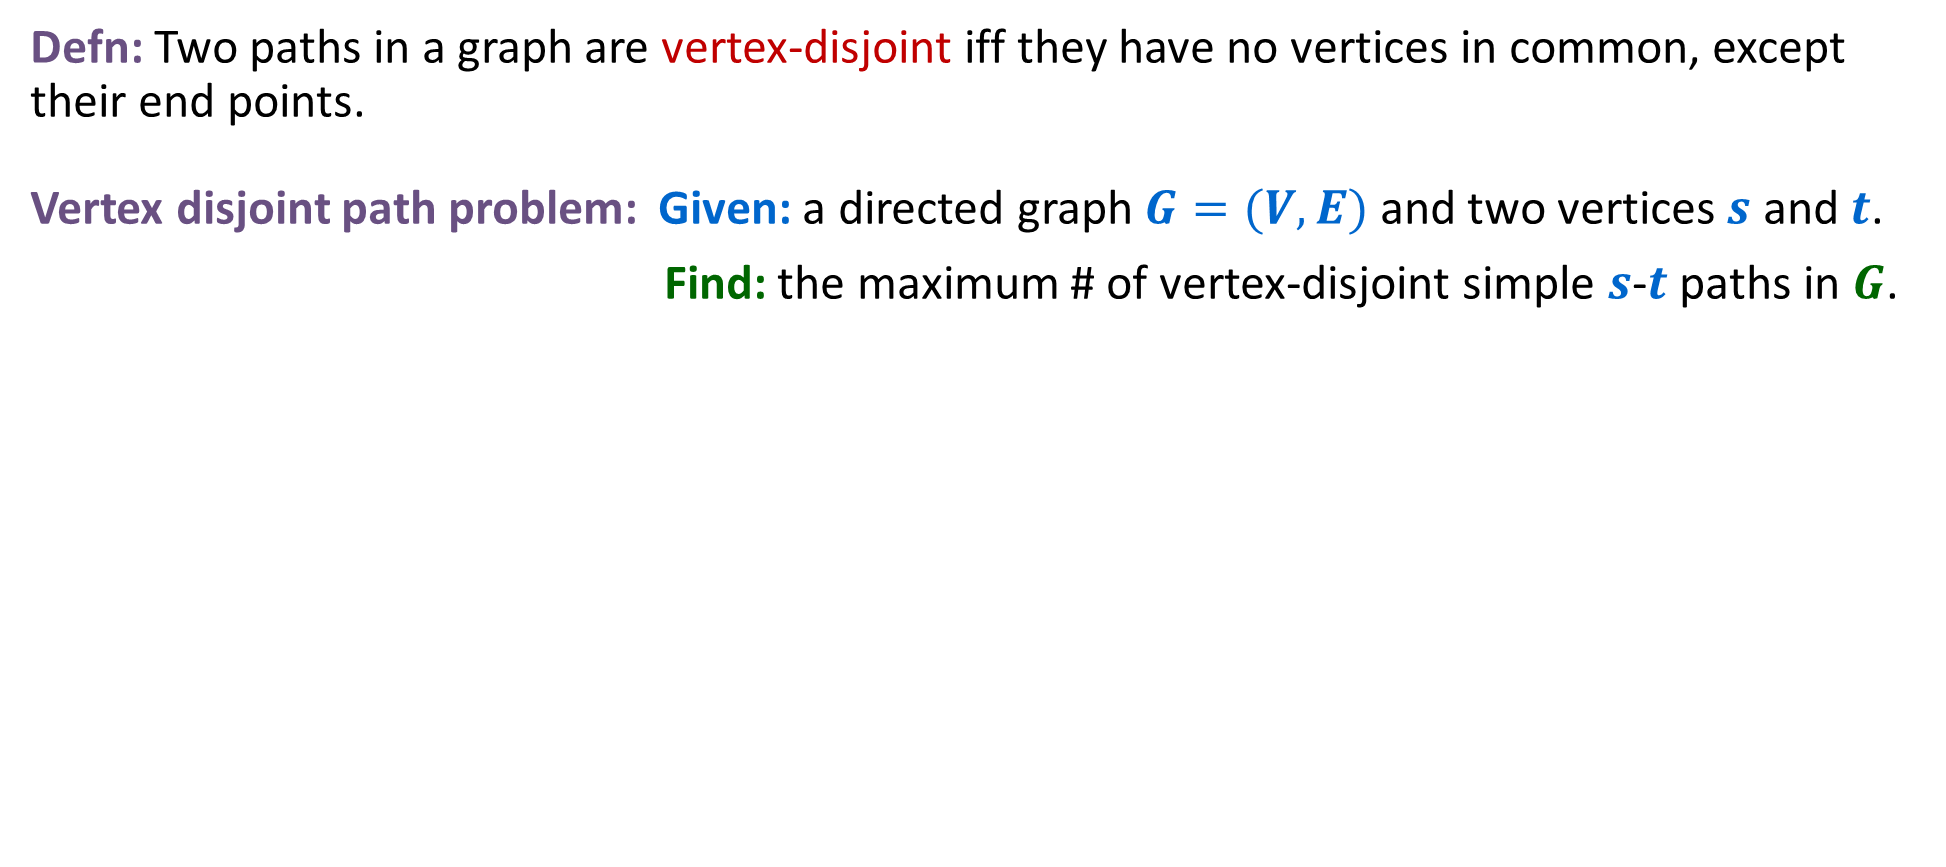 Defn: Two paths in a graph are vertex-disjoint iff they have no vertices in common, except
their end points.
Vertex disjoint path problem: Given: a directed graph G = (V, E) and two vertices s and t.
Find: the maximum # of vertex-disjoint simple s-t paths in G.